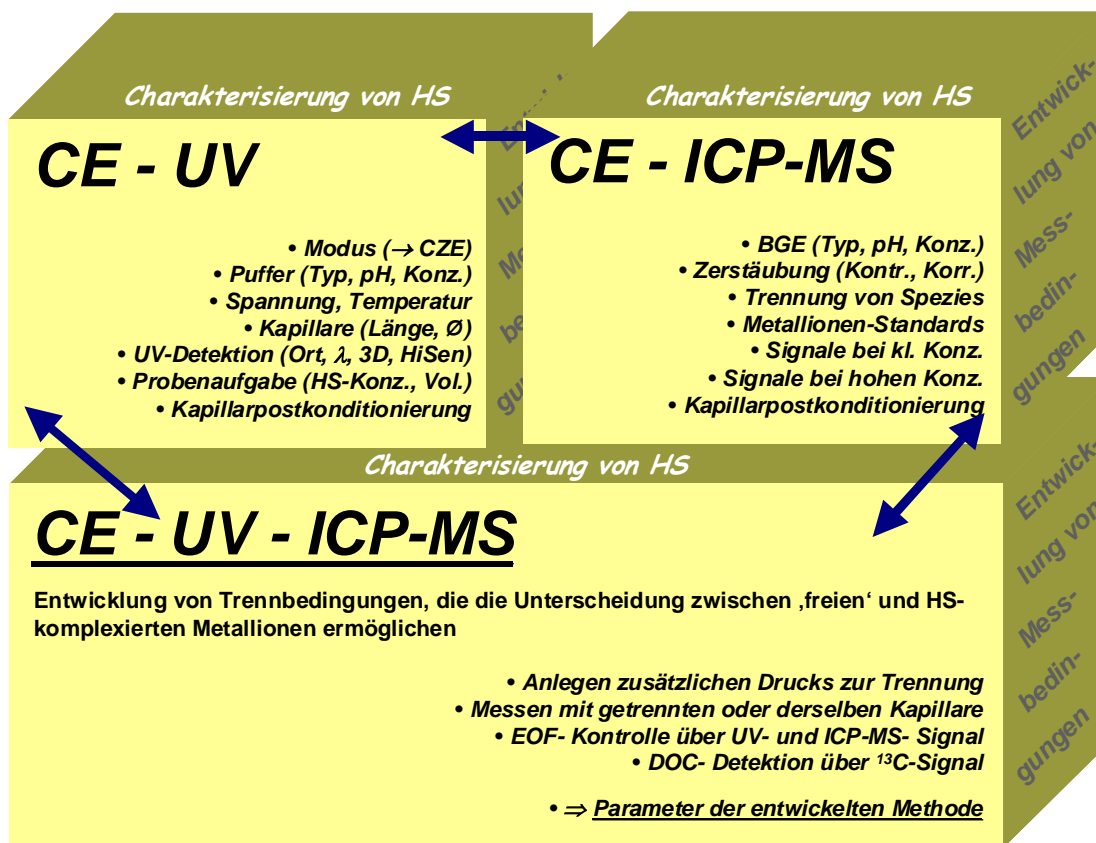 Charakterisierung von HS
CE - UV
• Modus (→ CZE)
• Puffer (Typ, pH, Konz.)
• Spannung, Temperatur
• Kapillare (Länge, Ø)
• UV-Detektion (Ort, λ, 3D, HiSen)
• Probenaufgabe (HS-Konz., Vol.)
• Kapillarpostkonditionierung
Charakterisierung von HS
CE - ICP-MS
• BGE (Typ, pH, Konz.)
• Zerstäubung (Kontr., Korr.)
• Trennung von Spezies
• Metallionen-Standards
• Signale bei kl. Konz.
• Signale bei hohen Konz.
• Kapillarpostkonditionierung
Entwick-
lung von
Mess-
bedin-
gungen
Charakterisierung von HS
CE - UV - ICP-MS
Entwicklung von Trennbedingungen, die die Unterscheidung zwischen ‚freien‘ und HS-
komplexierten Metallionen ermöglichen
• Anlegen zusätzlichen Drucks zur Trennung
• Messen mit getrennten oder derselben Kapillare
• EOF- Kontrolle über UV- und ICP-MS- Signal
• DOC- Detektion über ¹³C-Signal
• ⇒ Parameter der entwickelten Methode
Entwick-
lung von
Mess-
bedin-
gungen